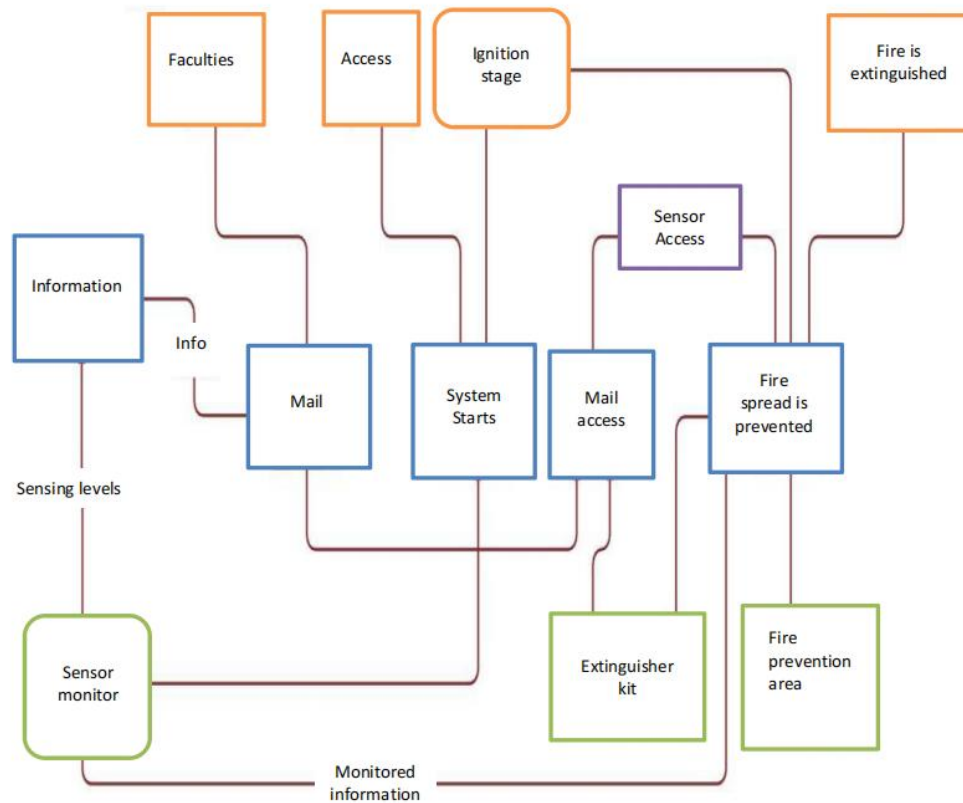 Faculties
Access
Ignition
stage
Fire is
extinguished
Sensor
Access
Information
Info
Mail
System
Starts
Mail
access
Fire
spread is
prevented
Sensing levels
Sensor
monitor
Extinguisher
kit
Fire
prevention
area
Monitored
information